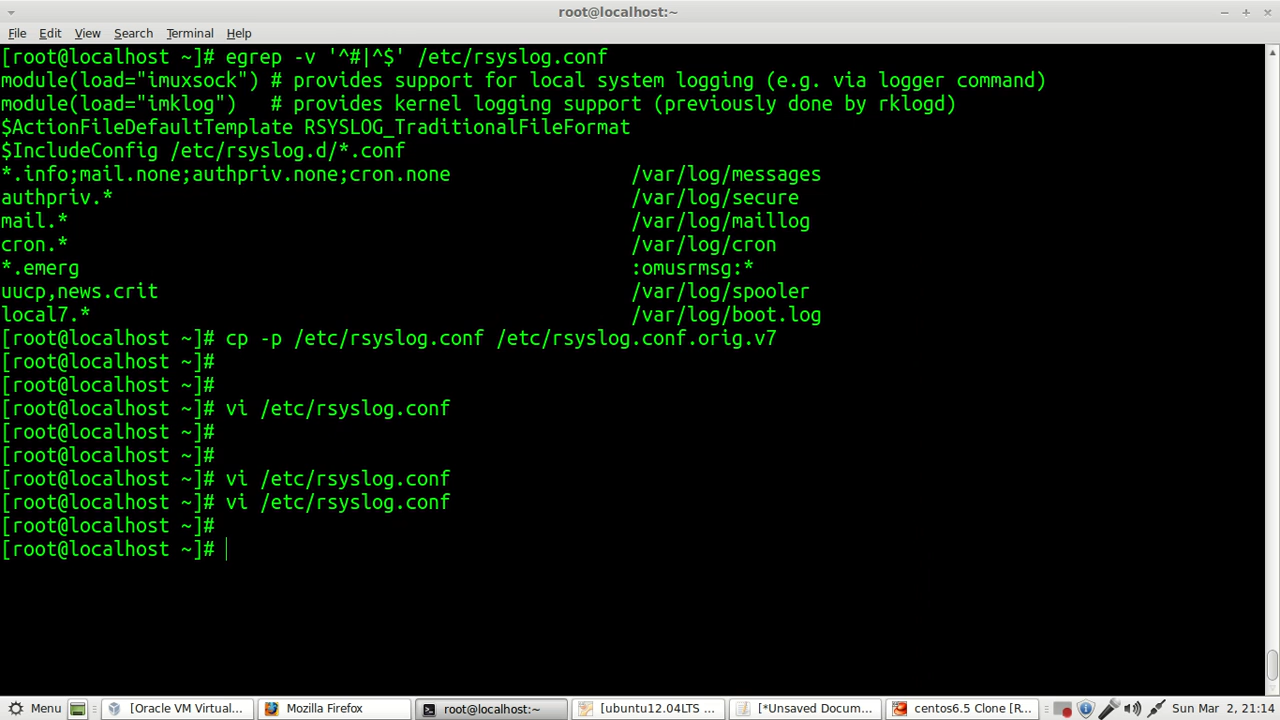 root@localhost:~
File Edit View Search Terminal Help
[root@localhost ~]# egrep -v '^#|^$' /etc/rsyslog.conf
module(load="imuxsock") # provides support for local system logging (e.g. via logger command)
module(load="imklog")   # provides kernel logging support (previously done by rklogd)
$ActionFileDefaultTemplate RSYSLOG_TraditionalFileFormat
$IncludeConfig /etc/rsyslog.d/*.conf
*.info;mail.none;authpriv.none;cron.none                /var/log/messages
authpriv.*                                              /var/log/secure
mail.*                                                  /var/log/maillog
cron.*                                                  /var/log/cron
*.emerg                                                 :omusrmsg:*
uucp,news.crit                                          /var/log/spooler
local7.*                                                /var/log/boot.log
[root@localhost ~]# cp -p /etc/rsyslog.conf /etc/rsyslog.conf.orig.v7
[root@localhost ~]#
[root@localhost ~]#
[root@localhost ~]# vi /etc/rsyslog.conf
[root@localhost ~]#
[root@localhost ~]#
[root@localhost ~]# vi /etc/rsyslog.conf
[root@localhost ~]# vi /etc/rsyslog.conf
[root@localhost ~]#
[root@localhost ~]#
Menu [Oracle VM Virtual... Mozilla Firefox root@localhost:~ [ubuntu12.04LTS ... [*Unsaved Docum... centos6.5 Clone [R... Sun Mar 2, 21:14